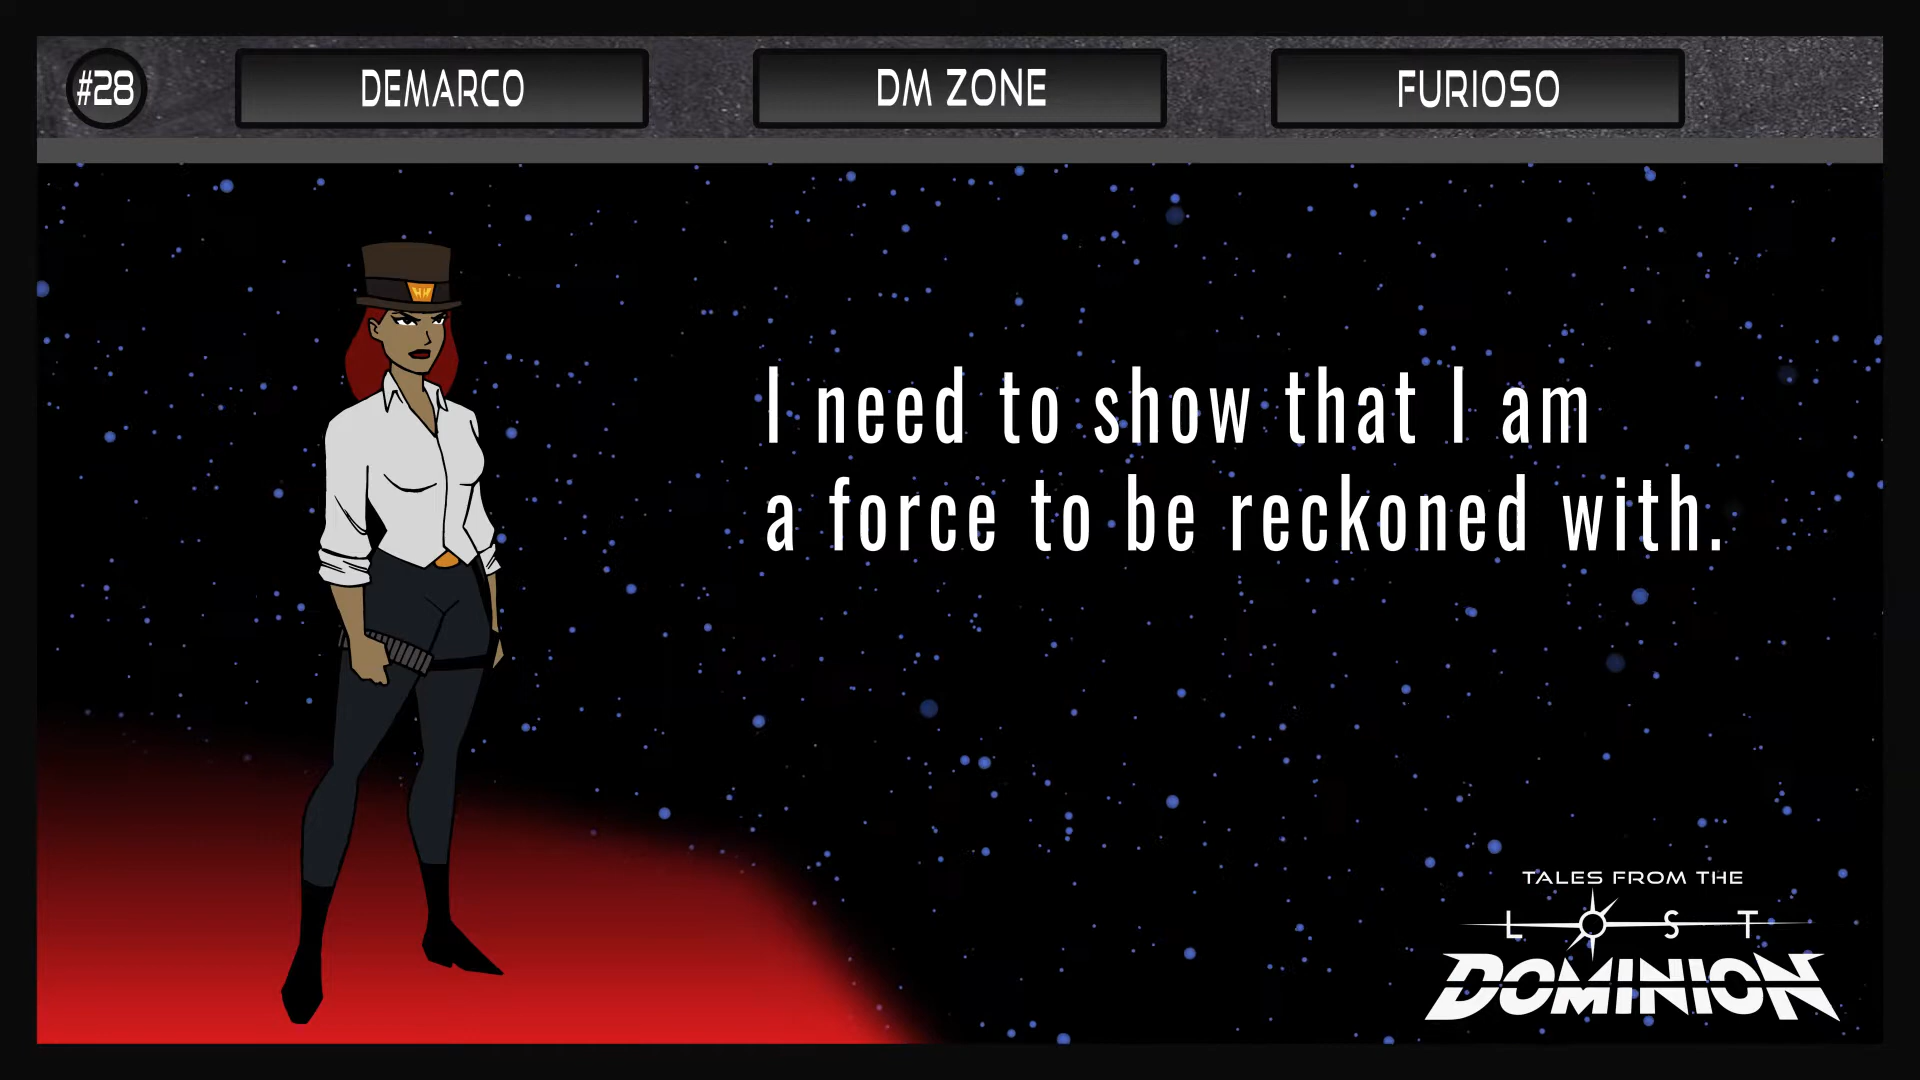 #28
DEMARCO
DM ZONE
FURIOSO
I need to show that I am
a force to be reckoned with.
TALES FROM THE
LOST
DOMINION